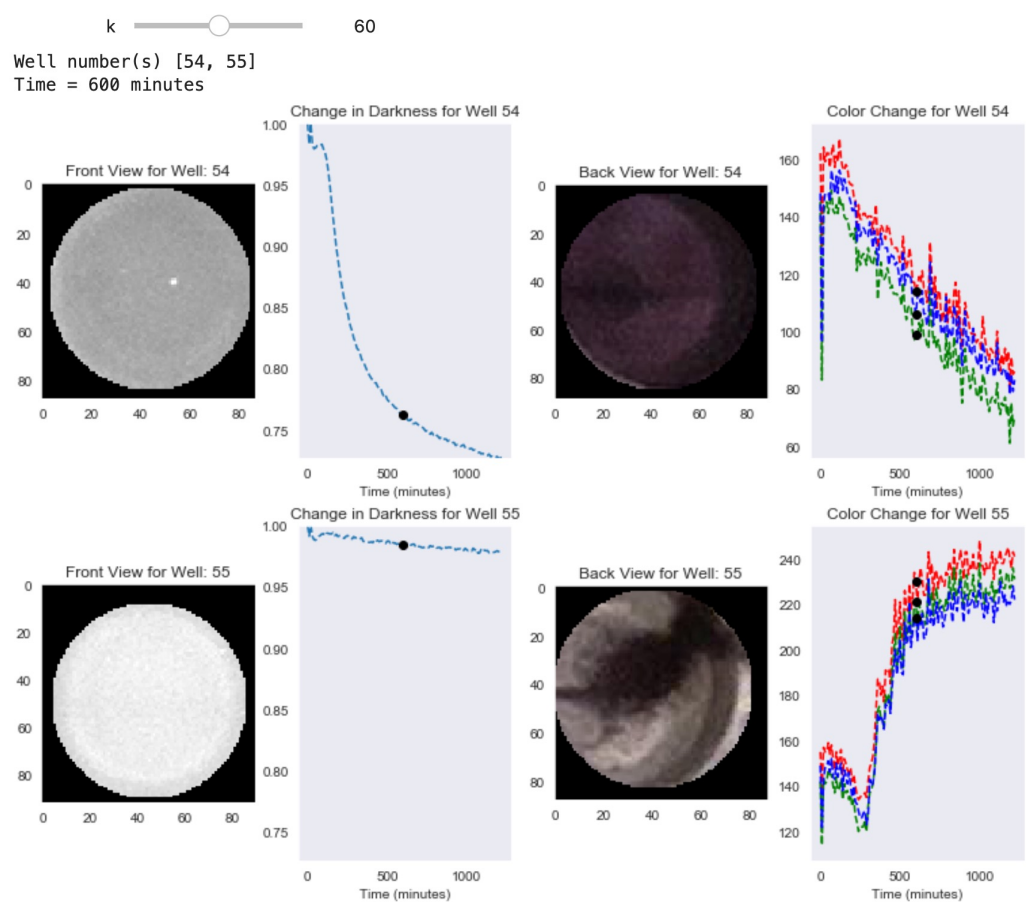 k 60
Well number(s) [54, 55]
Time = 600 minutes
Front View for Well: 54
0
20
40
60
80
0 20 40 60 80
Change in Darkness for Well 54
1.00
0.95
0.90
0.85
0.80
0.75
0 500 1000
Time (minutes)
Back View for Well: 54
0
20
40
60
80
0 20 40 60 80
Color Change for Well 54
160
140
120
100
80
60
0 500 1000
Time (minutes)
Front View for Well: 55
0
20
40
60
80
0 20 40 60 80
Change in Darkness for Well 55
1.00
0.95
0.90
0.85
0.80
0.75
0 500 1000
Time (minutes)
Back View for Well: 55
0
20
40
60
80
0 20 40 60 80
Color Change for Well 55
240
220
200
180
160
140
120
0 500 1000
Time (minutes)